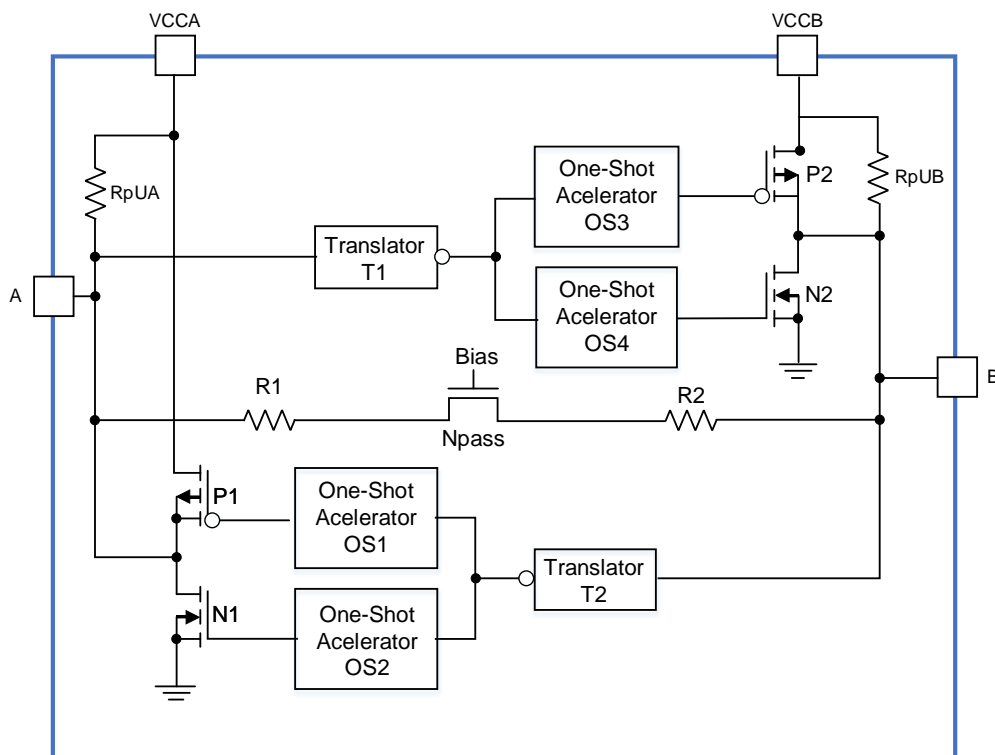 VCCA
VCCB
RpUA
One-Shot
Acelerator
OS3
P2
RpUB
Translator
T1
A
One-Shot
Acelerator
OS4
N2
Bias
B
R1
R2
Npass
P1
One-Shot
Acelerator
OS1
Translator
T2
N1
One-Shot
Acelerator
OS2